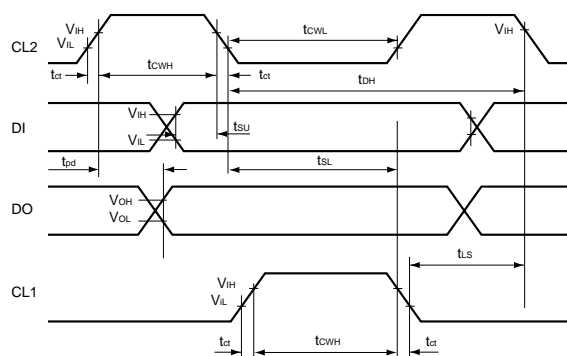 CL2
VIH
VIL
tct
tCWH
tCWL
tct
tDH
VIH
DI
VIH
VIL
tSU
tpd
tSL
DO
VOH
VOL
tLS
CL1
VIH
ViL
tct
tCWH
tct